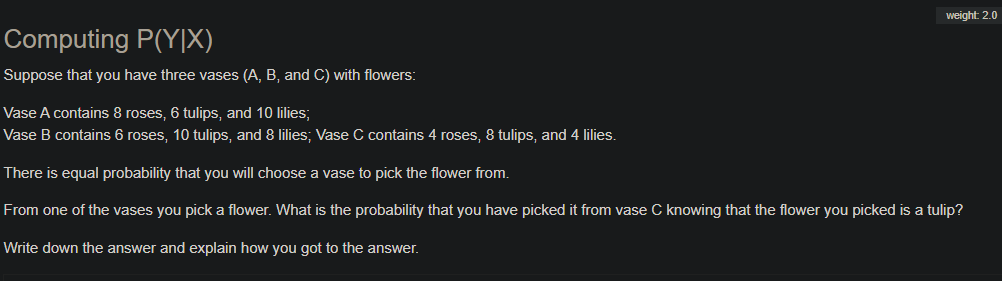 weight: 2.0
Computing P(Y|X)
Suppose that you have three vases (A, B, and C) with flowers:
Vase A contains 8 roses, 6 tulips, and 10 lilies;
Vase B contains 6 roses, 10 tulips, and 8 lilies; Vase C contains 4 roses, 8 tulips, and 4 lilies.
There is equal probability that you will choose a vase to pick the flower from.
From one of the vases you pick a flower. What is the probability that you have picked it from vase C knowing that the flower you picked is a tulip?
Write down the answer and explain how you got to the answer.